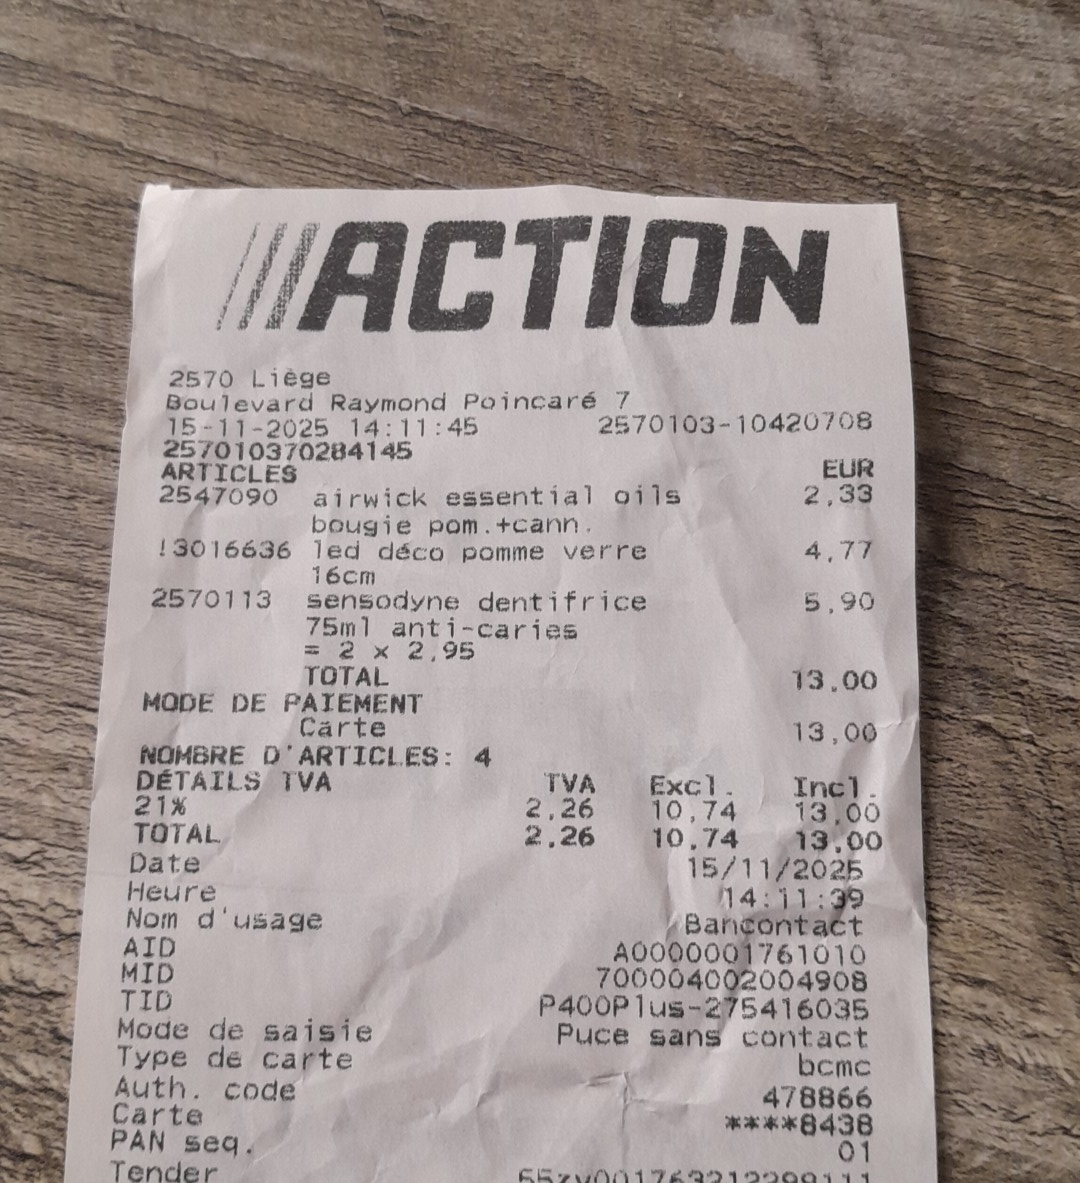 ///ACTION
2570 Liège
Boulevard Raymond Poincaré 7
15-11-2025 14:11:45 2570103-10420708
257010370284145
ARTICLES EUR
2547090 airwick essential oils 2,33
bougie pom.+cann.
!3016636 led déco pomme verre 4,77
16cm
2570113 sensodyne dentifrice 5,90
75ml anti-caries
= 2 x 2,95
TOTAL 13,00
MODE DE PAIEMENT
Carte 13,00
NOMBRE D'ARTICLES: 4
DÉTAILS TVA TVA Excl. Incl.
21% 2,26 10,74 13,00
TOTAL 2,26 10,74 13,00
Date 15/11/2025
Heure 14:11:39
Nom d'usage Bancontact
AID A0000001761010
MID 700004002004908
TID P400Plus-275416035
Mode de saisie Puce sans contact
Type de carte bcmc
Auth. code 478866
Carte ****8438
PAN seq. 01
Tender